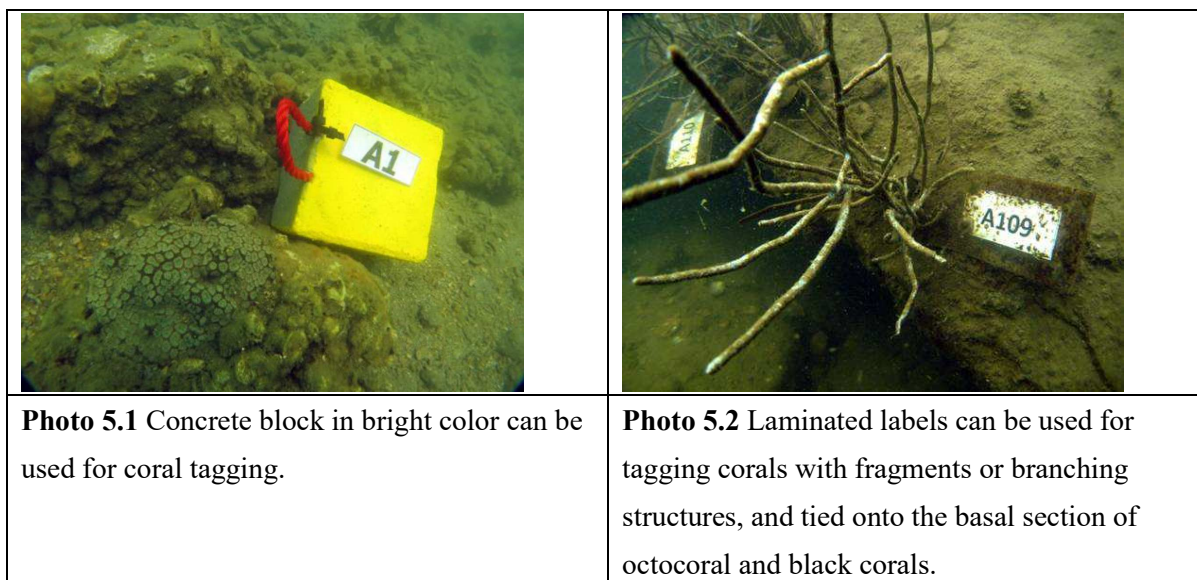 A1
A110
A109
Photo 5.1 Concrete block in bright color can be
used for coral tagging.
Photo 5.2 Laminated labels can be used for
tagging corals with fragments or branching
structures, and tied onto the basal section of
octocoral and black corals.